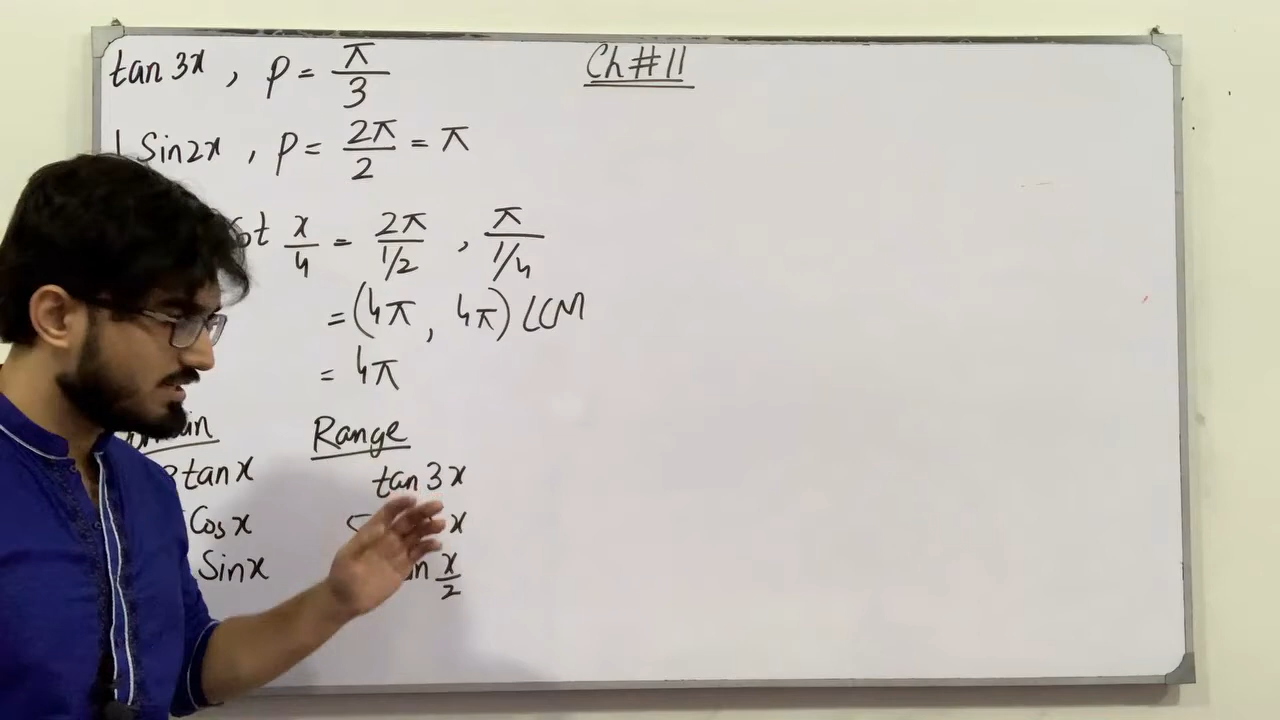 Ch#11
tan 3x , P = π/3
Sin2x , P = 2π/2 = π
x/4 = 2π/1/2 , π/1/4
= (4π , 4π) LCM
= 4π
Range
tan x
tan 3x
Cos x
x
Sin x
x/2